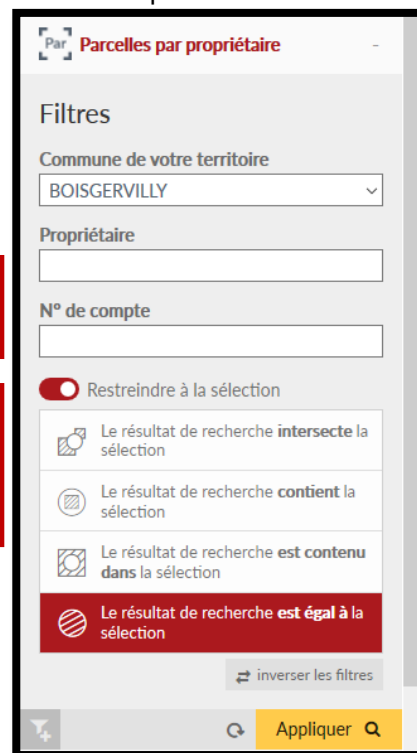 Par Parcelles par propriétaire -
Filtres
Commune de votre territoire
BOISGERVILLY
Propriétaire
N° de compte
Restreindre à la sélection
Le résultat de recherche intersecte la
sélection
Le résultat de recherche contient la
sélection
Le résultat de recherche est contenu
dans la sélection
Le résultat de recherche est égal à la
sélection
inverser les filtres
Appliquer